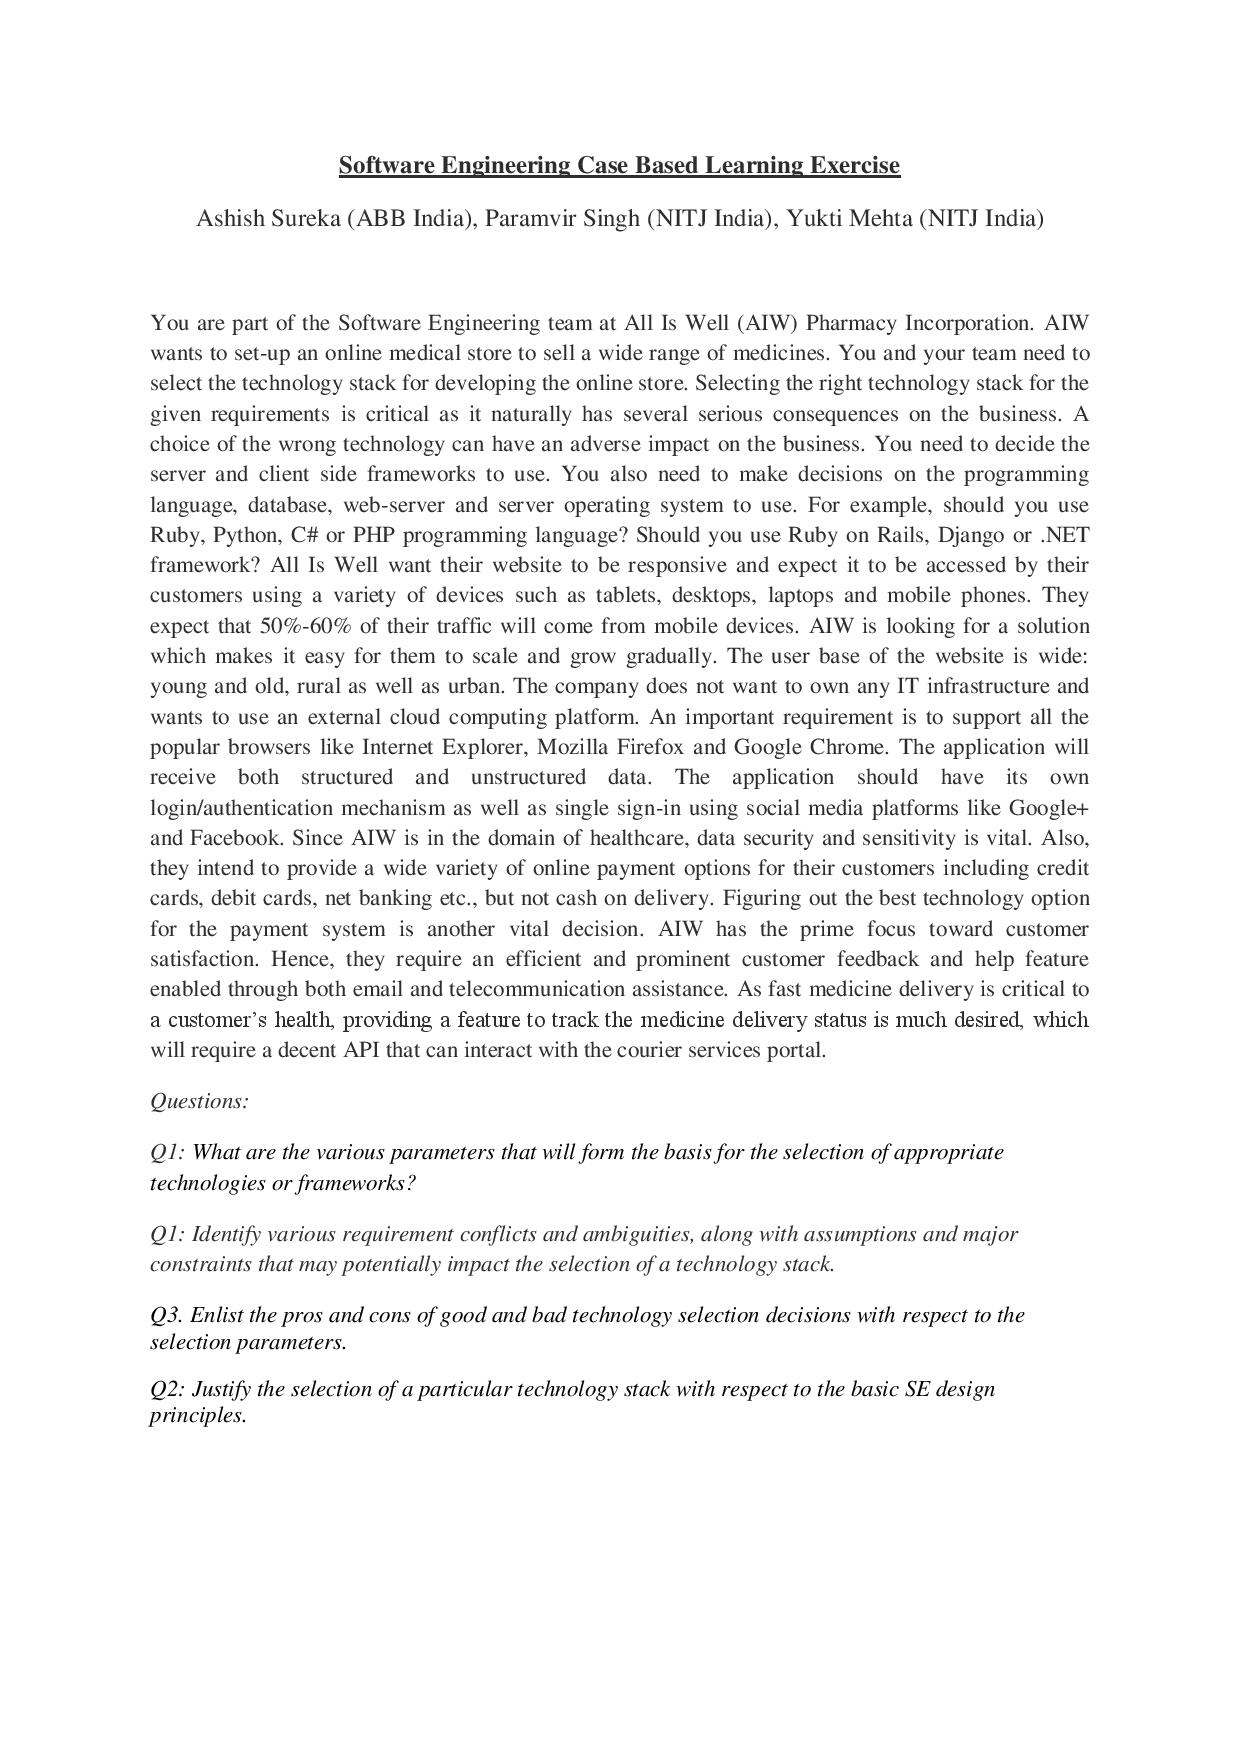 Software Engineering Case Based Learning Exercise
Ashish Sureka (ABB India), Paramvir Singh (NITJ India), Yukti Mehta (NITJ India)
You are part of the Software Engineering team at All Is Well (AIW) Pharmacy Incorporation. AIW
wants to set-up an online medical store to sell a wide range of medicines. You and your team need to
select the technology stack for developing the online store. Selecting the right technology stack for the
given requirements is critical as it naturally has several serious consequences on the business. A
choice of the wrong technology can have an adverse impact on the business. You need to decide the
server and client side frameworks to use. You also need to make decisions on the programming
language, database, web-server and server operating system to use. For example, should you use
Ruby, Python, C# or PHP programming language? Should you use Ruby on Rails, Django or .NET
framework? All Is Well want their website to be responsive and expect it to be accessed by their
customers using a variety of devices such as tablets, desktops, laptops and mobile phones. They
expect that 50%-60% of their traffic will come from mobile devices. AIW is looking for a solution
which makes it easy for them to scale and grow gradually. The user base of the website is wide:
young and old, rural as well as urban. The company does not want to own any IT infrastructure and
wants to use an external cloud computing platform. An important requirement is to support all the
popular browsers like Internet Explorer, Mozilla Firefox and Google Chrome. The application will
receive both structured and unstructured data. The application should have its own
login/authentication mechanism as well as single sign-in using social media platforms like Google+
and Facebook. Since AIW is in the domain of healthcare, data security and sensitivity is vital. Also,
they intend to provide a wide variety of online payment options for their customers including credit
cards, debit cards, net banking etc., but not cash on delivery. Figuring out the best technology option
for the payment system is another vital decision. AIW has the prime focus toward customer
satisfaction. Hence, they require an efficient and prominent customer feedback and help feature
enabled through both email and telecommunication assistance. As fast medicine delivery is critical to
a customer’s health, providing a feature to track the medicine delivery status is much desired, which
will require a decent API that can interact with the courier services portal.
Questions:
Q1: What are the various parameters that will form the basis for the selection of appropriate
technologies or frameworks?
Q1: Identify various requirement conflicts and ambiguities, along with assumptions and major
constraints that may potentially impact the selection of a technology stack.
Q3. Enlist the pros and cons of good and bad technology selection decisions with respect to the
selection parameters.
Q2: Justify the selection of a particular technology stack with respect to the basic SE design
principles.